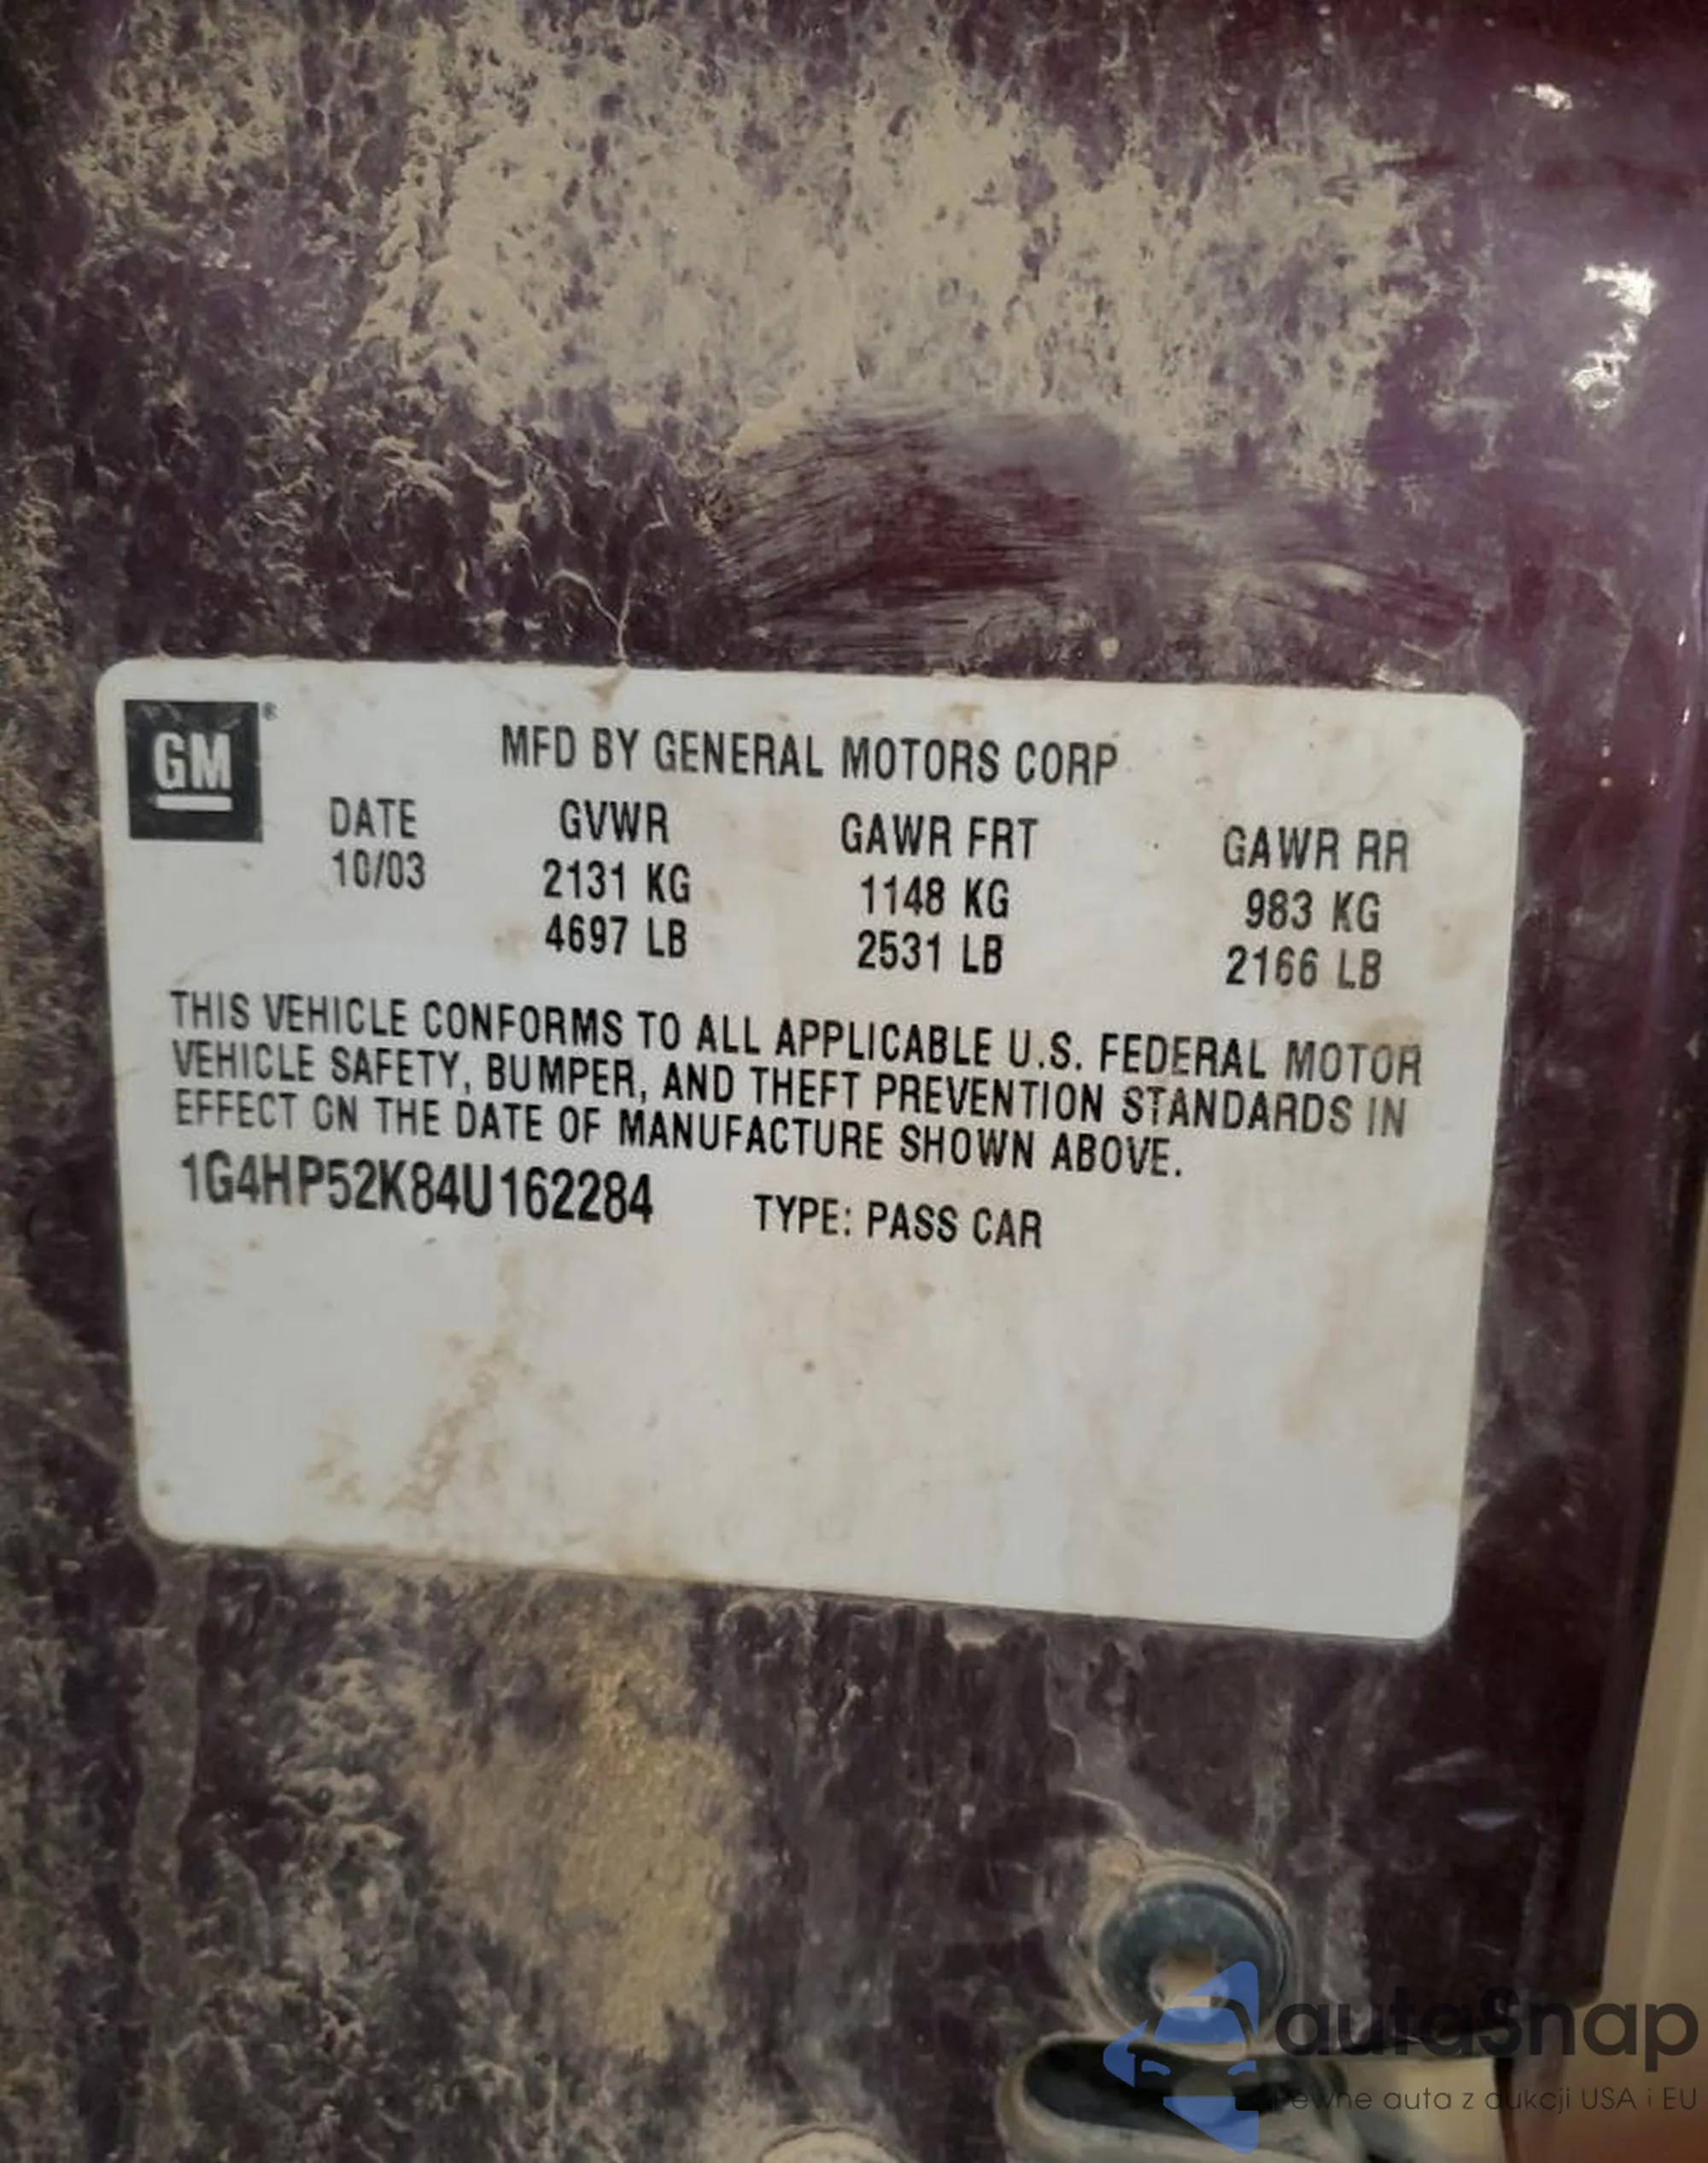 GM ®
MFD BY GENERAL MOTORS CORP
DATE GVWR GAWR FRT GAWR RR
10/03 2131 KG 1148 KG 983 KG
4697 LB 2531 LB 2166 LB
THIS VEHICLE CONFORMS TO ALL APPLICABLE U.S. FEDERAL MOTOR
VEHICLE SAFETY, BUMPER, AND THEFT PREVENTION STANDARDS IN
EFFECT ON THE DATE OF MANUFACTURE SHOWN ABOVE.
1G4HP52K84U162284 TYPE: PASS CAR
autaSnap
Pewne auta z aukcji USA i EU